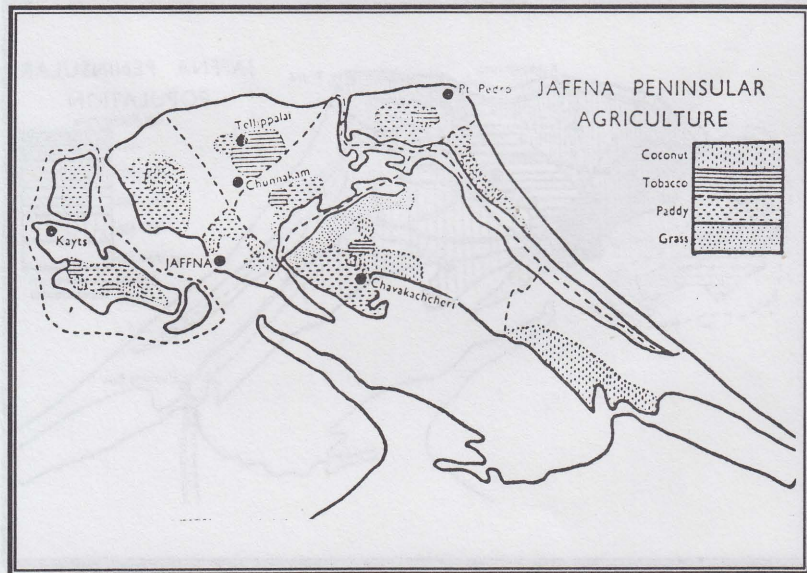 JAFFNA PENINSULAR
AGRICULTURE
Coconut
Tobacco
Paddy
Grass
Pt. Pedro
Tellippalai
Chunnakam
Kayts
JAFFNA
Chavakachcheri